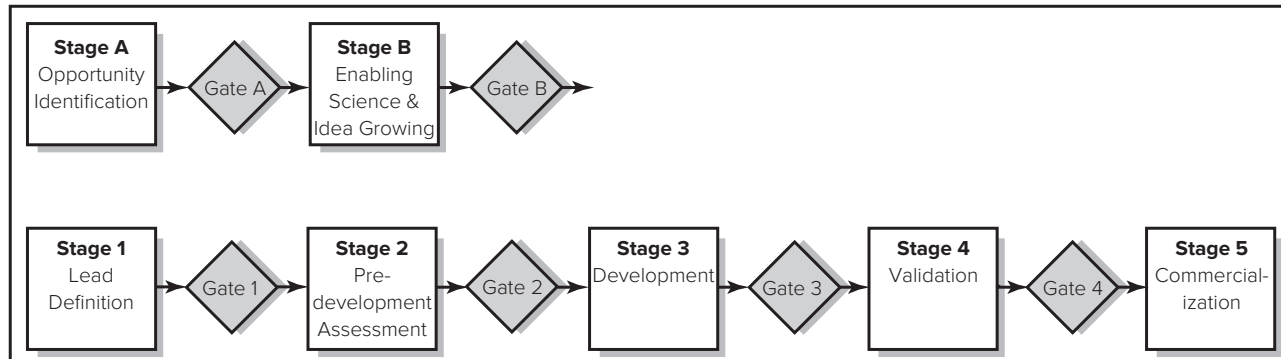 Stage A
Opportunity
Identification
Gate A
Stage B
Enabling
Science &
Idea Growing
Gate B
Stage 1
Lead
Definition
Gate 1
Stage 2
Pre-
development
Assessment
Gate 2
Stage 3
Development
Gate 3
Stage 4
Validation
Gate 4
Stage 5
Commercial-
ization